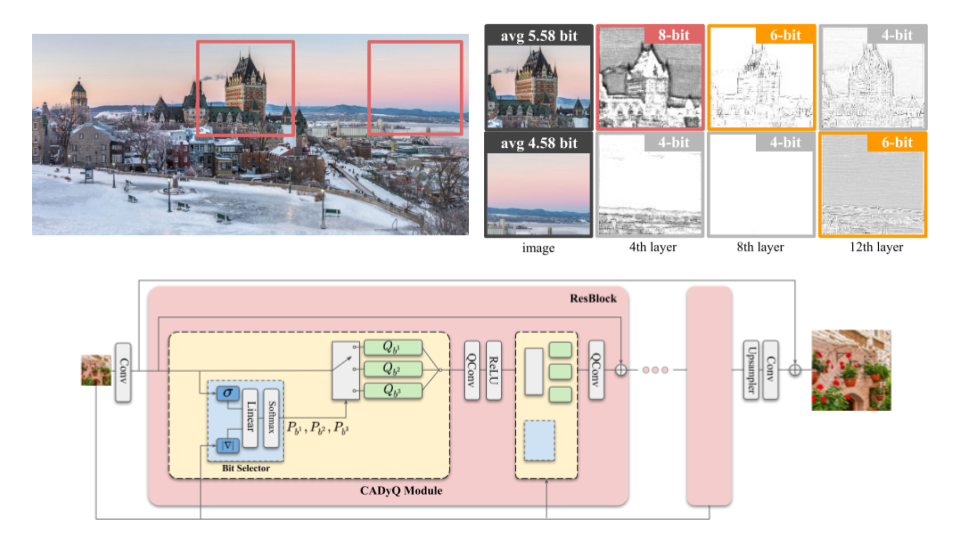 avg 5.58 bit
8-bit
6-bit
4-bit
avg 4.58 bit
4-bit
4-bit
6-bit
image
4th layer
8th layer
12th layer
ResBlock
Conv
σ
|∇|
Linear
Softmax
Bit Selector
P_{b^1}, P_{b^2}, P_{b^3}
Q_{b^1}
Q_{b^2}
Q_{b^3}
CADyQ Module
QConv
ReLU
QConv
Upsampler
Conv